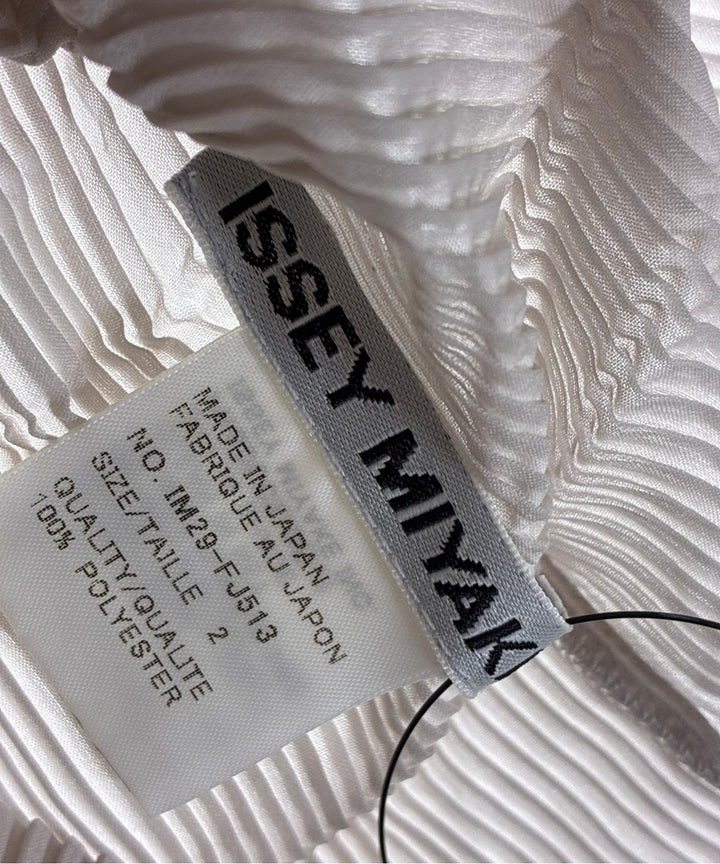 ISSEY MIYAK
MADE IN JAPAN
FABRIQUE AU JAPON
NO. IM29-FJ513
SIZE/TAILLE 2
QUALITY/QUALITE
100% POLYESTER